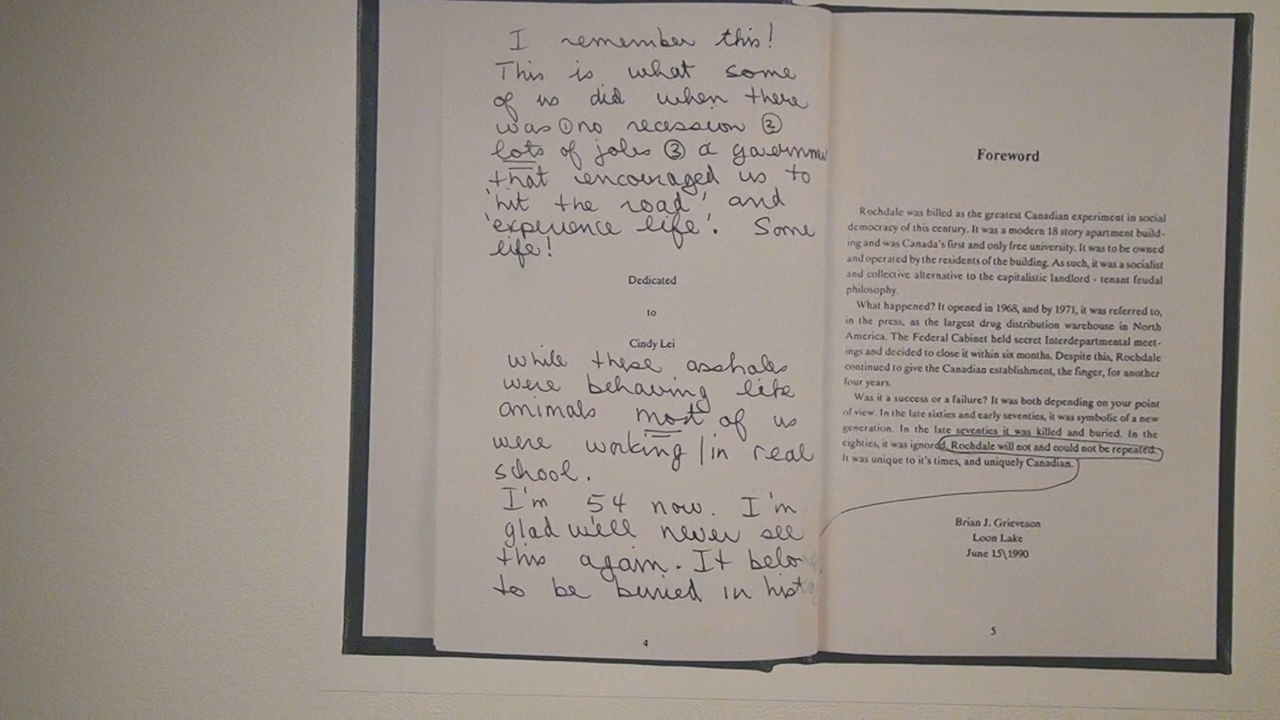 I remember this!
This is what some
of us did when there
was ① no recession ②
lots of jobs ③ a
that encouraged us to
'hit the road' and
'experience life'. Some
life!
Dedicated
to
Cindy Lei
while these assholes
were behaving like
animals most of us
were working/in real
school.
I'm 54 now. I'm
glad we'll never see
this again. It
to be buried in
4
Foreword
Rochdale was billed as the greatest Canadian experiment in social
democracy of this century. It was a modern 18 story apartment build-
ing and was Canada's first and only free university. It was to be owned
and operated by the residents of the building. As such, it was a socialist
and collective alternative to the capitalistic landlord - tenant feudal
philosophy.
What happened? It opened in 1968, and by 1971, it was referred to,
in the press, as the largest drug distribution warehouse in North
America. The Federal Cabinet held secret Interdepartmental meet-
ings and decided to close it within six months. Despite this, Rochdale
continued to give the Canadian establishment, the finger, for another
four years.
Was it a success or a failure? It was both depending on your point
of view. In the late sixties and early seventies, it was symbolic of a new
generation. In the late seventies it was killed and buried. In the
eighties, it was ignored. Rochdale will not and could not be repeated.
It was unique to it's times, and uniquely Canadian.
Brian J. Grieveson
Loon Lake
June 15\1990
5